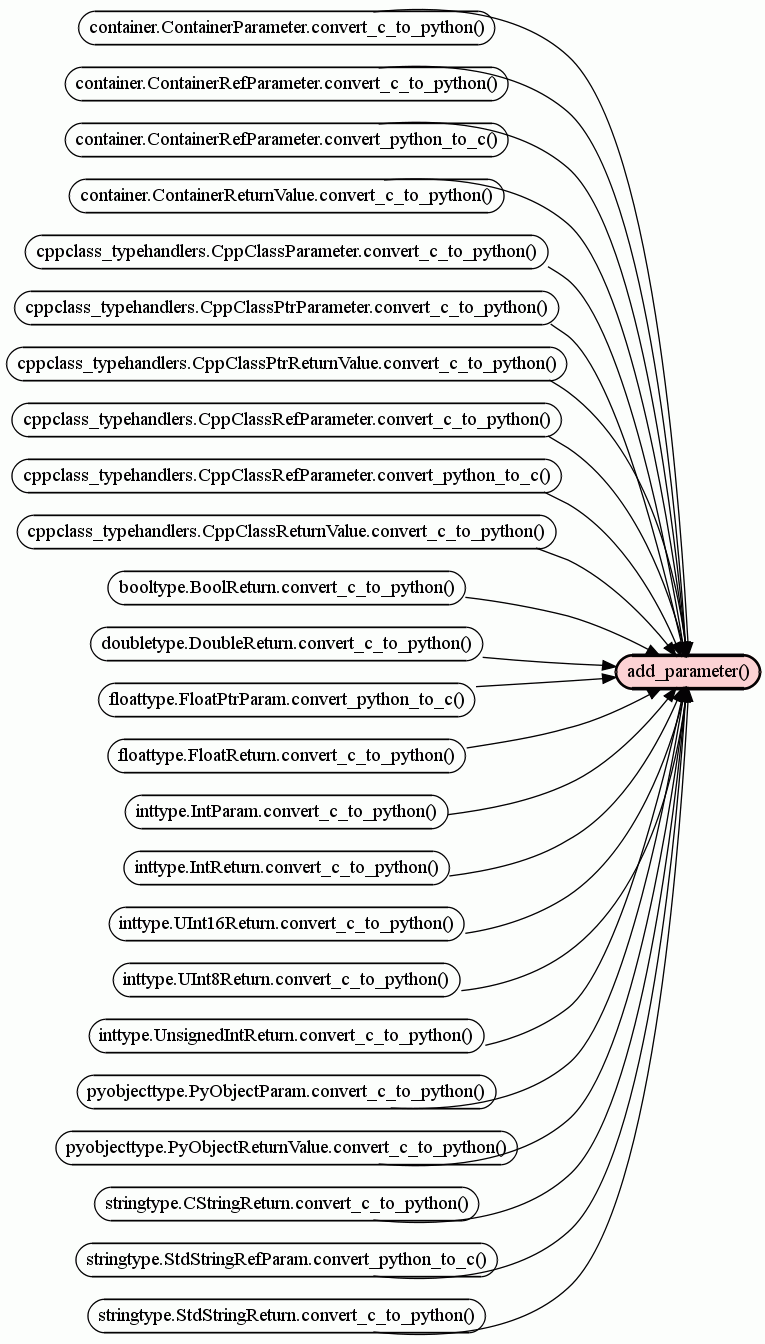 container.ContainerParameter.convert_c_to_python()
container.ContainerRefParameter.convert_c_to_python()
container.ContainerRefParameter.convert_python_to_c()
container.ContainerReturnValue.convert_c_to_python()
cppclass_typehandlers.CppClassParameter.convert_c_to_python()
cppclass_typehandlers.CppClassPtrParameter.convert_c_to_python()
cppclass_typehandlers.CppClassPtrReturnValue.convert_c_to_python()
cppclass_typehandlers.CppClassRefParameter.convert_c_to_python()
cppclass_typehandlers.CppClassRefParameter.convert_python_to_c()
cppclass_typehandlers.CppClassReturnValue.convert_c_to_python()
booltype.BoolReturn.convert_c_to_python()
doubletype.DoubleReturn.convert_c_to_python()
add_parameter()
floattype.FloatPtrParam.convert_python_to_c()
floattype.FloatReturn.convert_c_to_python()
inttype.IntParam.convert_c_to_python()
inttype.IntReturn.convert_c_to_python()
inttype.UInt16Return.convert_c_to_python()
inttype.UInt8Return.convert_c_to_python()
inttype.UnsignedIntReturn.convert_c_to_python()
pyobjecttype.PyObjectParam.convert_c_to_python()
pyobjecttype.PyObjectReturnValue.convert_c_to_python()
stringtype.CStringReturn.convert_c_to_python()
stringtype.StdStringRefParam.convert_python_to_c()
stringtype.StdStringReturn.convert_c_to_python()